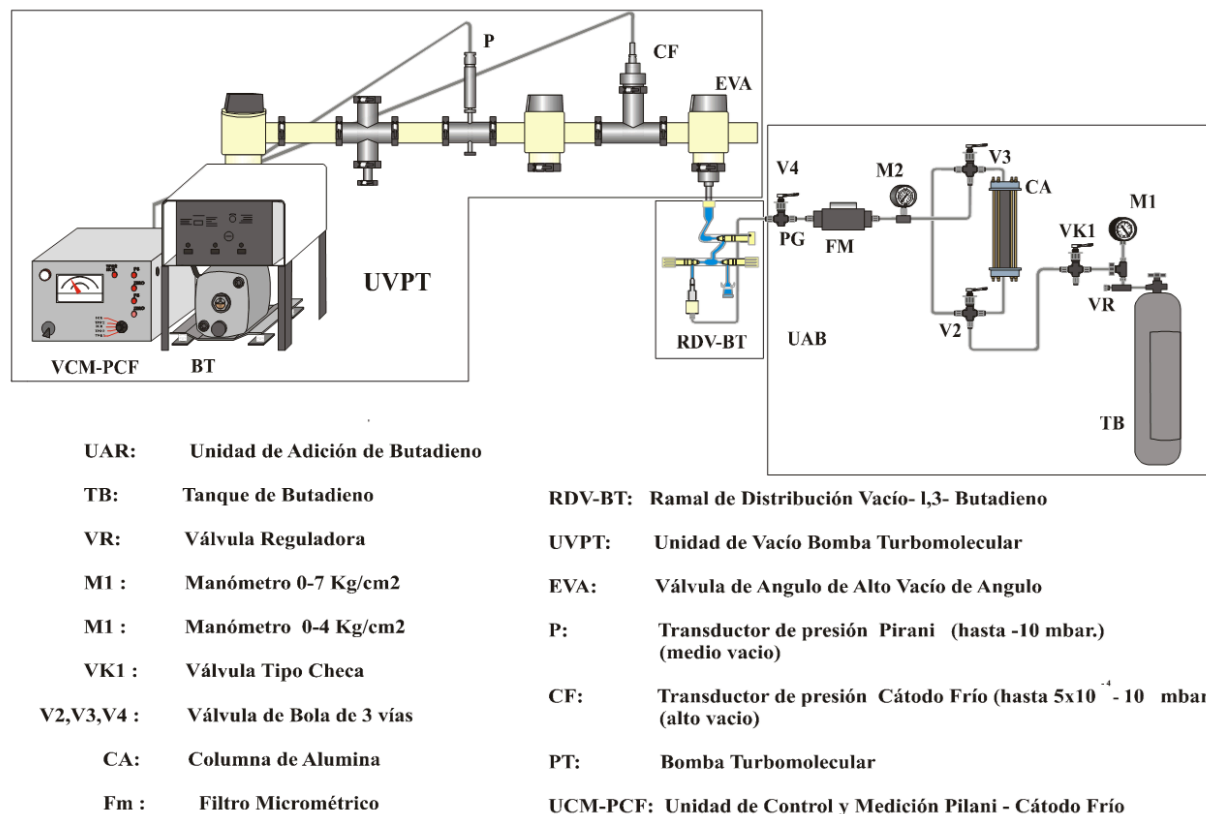 P
CF
EVA
UVPT
VCM-PCF
BT
RDV-BT
UAB
V4
PG
FM
M2
V3
CA
V2
VK1
M1
VR
TB
UAR: Unidad de Adición de Butadieno
TB: Tanque de Butadieno
VR: Válvula Reguladora
M1 : Manómetro 0-7 Kg/cm2
M1 : Manómetro 0-4 Kg/cm2
VK1 : Válvula Tipo Checa
V2,V3,V4 : Válvula de Bola de 3 vías
CA: Columna de Alumina
Fm : Filtro Micrométrico
RDV-BT: Ramal de Distribución Vacío- l,3- Butadieno
UVPT: Unidad de Vacío Bomba Turbomolecular
EVA: Válvula de Angulo de Alto Vacío de Angulo
P: Transductor de presión Pirani (hasta -10 mbar.)
(medio vacio)
CF: Transductor de presión Cátodo Frío (hasta 5x10 -4 - 10 mbar
(alto vacio)
PT: Bomba Turbomolecular
UCM-PCF: Unidad de Control y Medición Pilani - Cátodo Frío